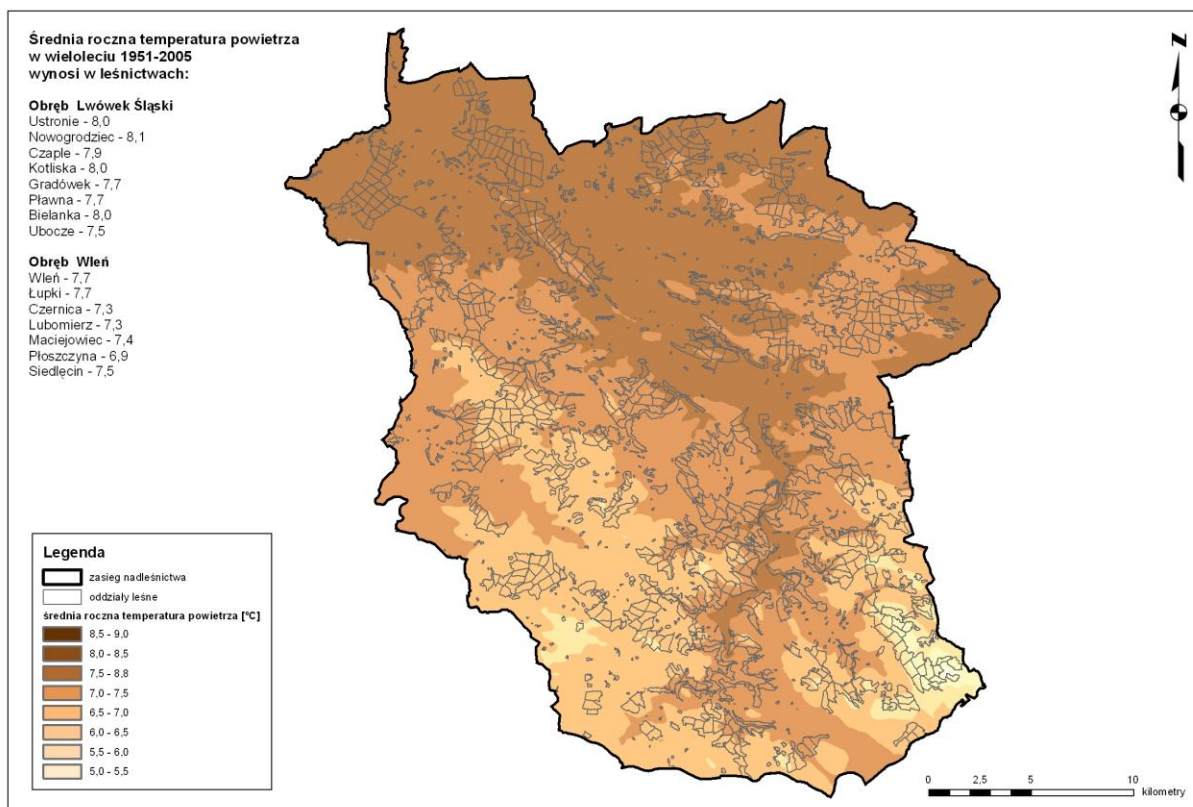 Średnia roczna temperatura powietrza
w wieloleciu 1951-2005
wynosi w leśnictwach:
Obręb Lwówek Śląski
Ustronie - 8,0
Nowogrodziec - 8,1
Czaple - 7,9
Kotliska - 8,0
Gradówek - 7,7
Pławna - 7,7
Bielanka - 8,0
Ubocze - 7,5
Obręb Wleń
Wleń - 7,7
Łupki - 7,7
Czernica - 7,3
Lubomierz - 7,3
Maciejowiec - 7,4
Płoszczyna - 6,9
Siedlęcin - 7,5
N
Legenda
zasieg nadleśnictwa
oddziały leśne
średnia roczna temperatura powietrza [°C]
8,5 - 9,0
8,0 - 8,5
7,5 - 8,8
7,0 - 7,5
6,5 - 7,0
6,0 - 6,5
5,5 - 6,0
5,0 - 5,5
0 2,5 5 10
kilometry